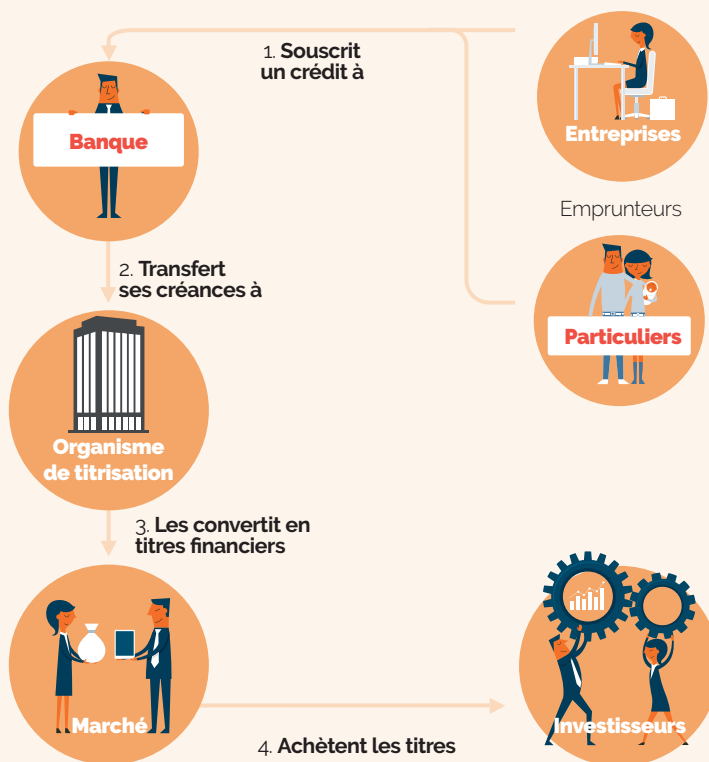 1. Souscrit
un crédit à
Banque
Entreprises
Emprunteurs
Particuliers
2. Transfert
ses créances à
Organisme
de titrisation
3. Les convertit en
titres financiers
Marché
Investisseurs
4. Achètent les titres